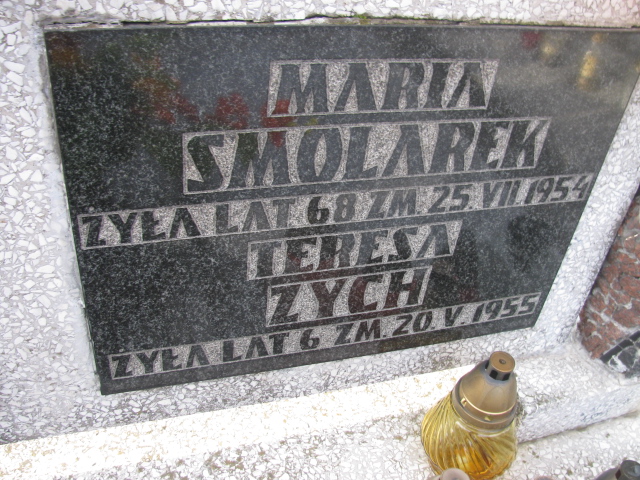 MARIA
SMOLAREK
ŻYŁA LAT 68 ZM. 25. VII. 1954
TERESA
ZYCH
ŻYŁA LAT 6 ZM. 20. V. 1955